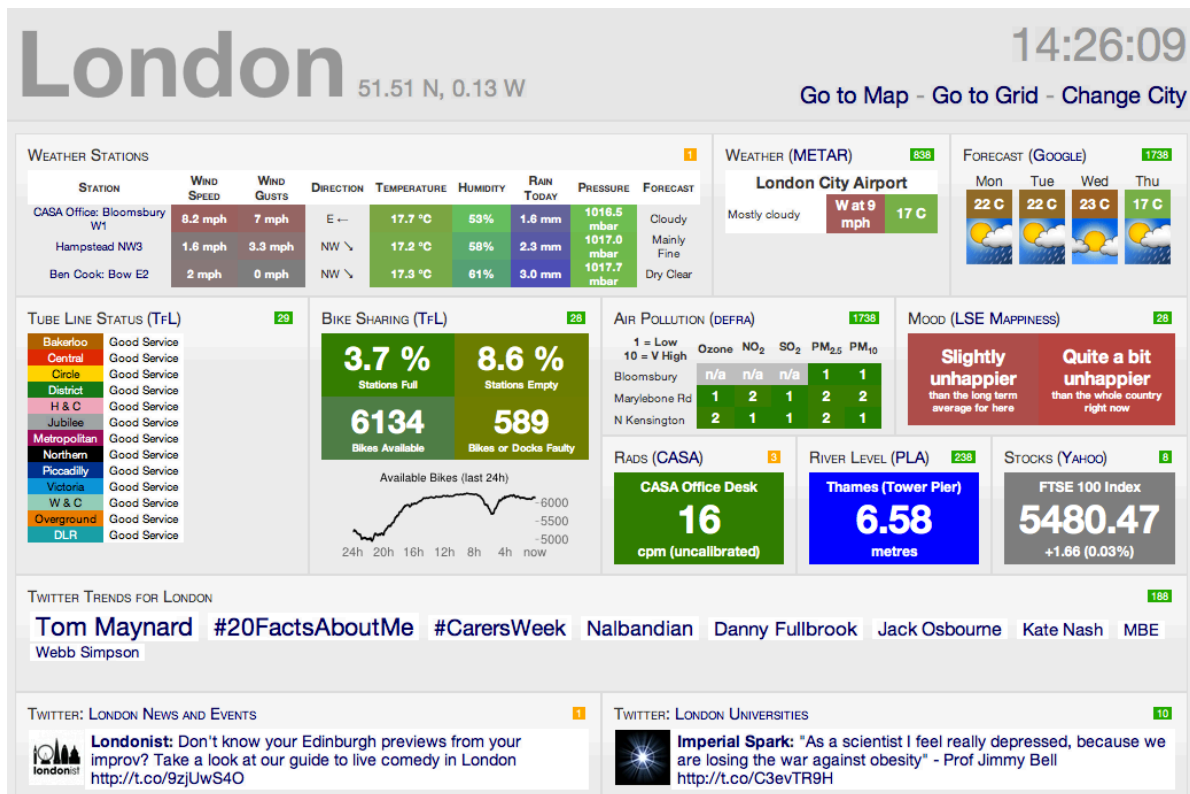 London 51.51 N, 0.13 W
14:26:09
Go to Map - Go to Grid - Change City
WEATHER STATIONS 1
STATION WIND SPEED WIND GUSTS DIRECTION TEMPERATURE HUMIDITY RAIN TODAY PRESSURE FORECAST
CASA Office: Bloomsbury W1 8.2 mph 7 mph E ← 17.7 ºC 53% 1.6 mm 1016.5 mbar Cloudy
Hampstead NW3 1.6 mph 3.3 mph NW ↘ 17.2 ºC 58% 2.3 mm 1017.0 mbar Mainly Fine
Ben Cook: Bow E2 2 mph 0 mph NW ↘ 17.3 ºC 61% 3.0 mm 1017.7 mbar Dry Clear
WEATHER (METAR) 838
London City Airport
Mostly cloudy W at 9 mph 17 C
FORECAST (GOOGLE) 1738
Mon Tue Wed Thu
22 C 22 C 23 C 17 C
TUBE LINE STATUS (TFL) 29
Bakerloo Good Service
Central Good Service
Circle Good Service
District Good Service
H & C Good Service
Jubilee Good Service
Metropolitan Good Service
Northern Good Service
Piccadilly Good Service
Victoria Good Service
W & C Good Service
Overground Good Service
DLR Good Service
BIKE SHARING (TFL) 28
3.7 % 8.6 %
Stations Full Stations Empty
6134 589
Bikes Available Bikes or Docks Faulty
Available Bikes (last 24h)
6000
5500
5000
24h 20h 16h 12h 8h 4h now
AIR POLLUTION (DEFRA) 1738
1 = Low
10 = V High
Ozone NO2 SO2 PM2.5 PM10
Bloomsbury n/a n/a n/a 1 1
Marylebone Rd 1 2 1 2 2
N Kensington 2 1 1 2 1
MOOD (LSE MAPPINESS) 28
Slightly unhappier
than the long term average for here
Quite a bit unhappier
than the whole country right now
RADS (CASA) 3
CASA Office Desk
16
cpm (uncalibrated)
RIVER LEVEL (PLA) 238
Thames (Tower Pier)
6.58
metres
STOCKS (YAHOO) 8
FTSE 100 Index
5480.47
+1.66 (0.03%)
TWITTER TRENDS FOR LONDON 188
Tom Maynard #20FactsAboutMe #CarersWeek Nalbandian Danny Fullbrook Jack Osbourne Kate Nash MBE
Webb Simpson
TWITTER: LONDON NEWS AND EVENTS 1
londonist
Londonist: Don't know your Edinburgh previews from your
improv? Take a look at our guide to live comedy in London
http://t.co/9zjUwS4O
TWITTER: LONDON UNIVERSITIES 10
Imperial Spark: "As a scientist I feel really depressed, because we
are losing the war against obesity" - Prof Jimmy Bell
http://t.co/C3evTR9H